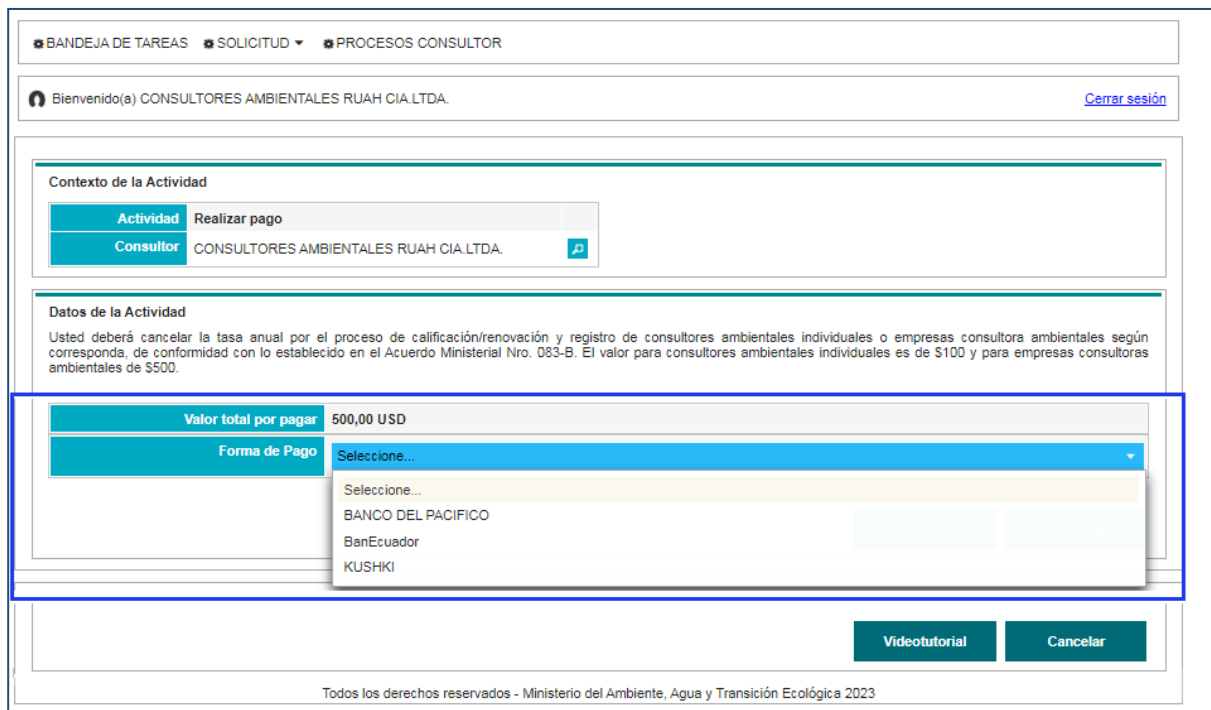 BANDEJA DE TAREAS SOLICITUD PROCESOS CONSULTOR
Bienvenido(a) CONSULTORES AMBIENTALES RUAH CIA.LTDA. Cerrar sesión
Contexto de la Actividad
Actividad Realizar pago
Consultor CONSULTORES AMBIENTALES RUAH CIA.LTDA.
Datos de la Actividad
Usted deberá cancelar la tasa anual por el proceso de calificación/renovación y registro de consultores ambientales individuales o empresas consultora ambientales según
corresponda, de conformidad con lo establecido en el Acuerdo Ministerial Nro. 083-B. El valor para consultores ambientales individuales es de $100 y para empresas consultoras
ambientales de $500.
Valor total por pagar 500,00 USD
Forma de Pago Seleccione...
Seleccione...
BANCO DEL PACIFICO
BanEcuador
KUSHKI
Videotutorial Cancelar
Todos los derechos reservados - Ministerio del Ambiente, Agua y Transición Ecológica 2023